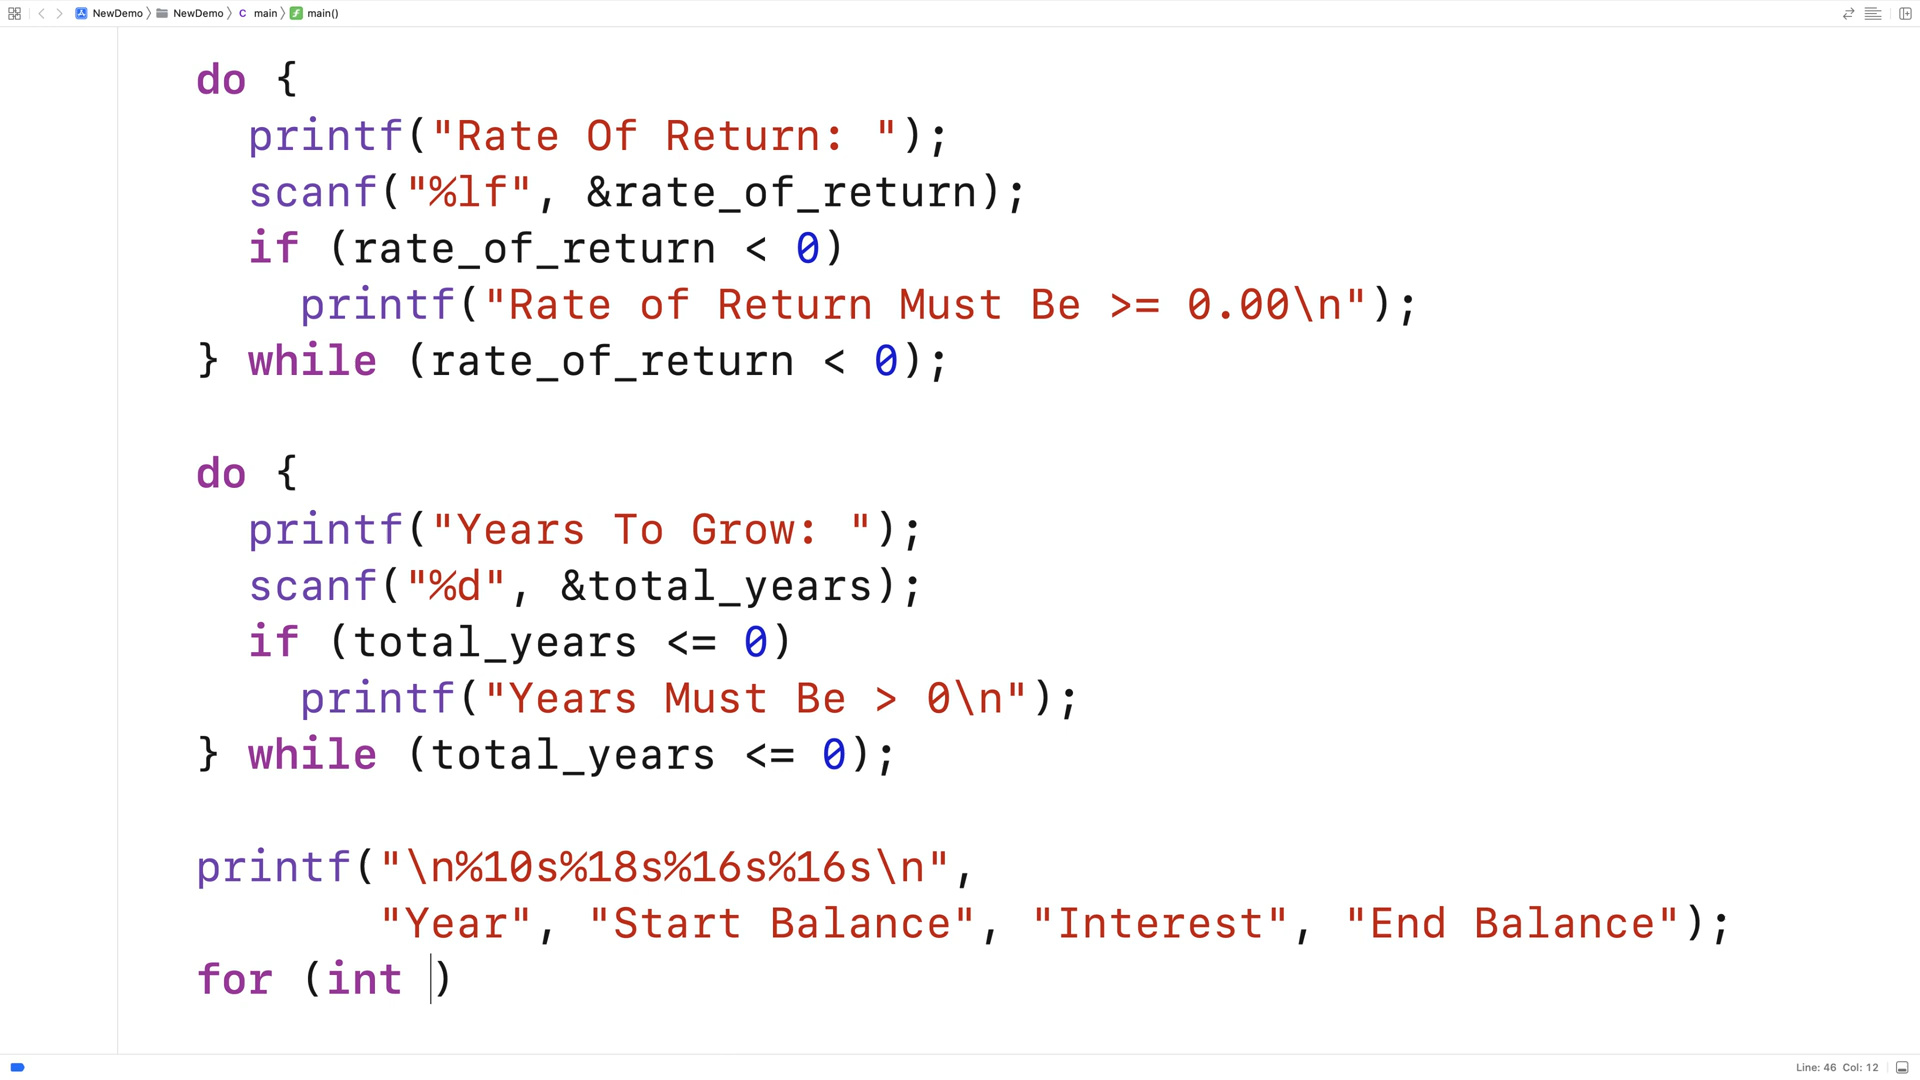 NewDemo NewDemo C main f main()
do {
printf("Rate Of Return: ");
scanf("%lf", &rate_of_return);
if (rate_of_return < 0)
printf("Rate of Return Must Be >= 0.00\n");
} while (rate_of_return < 0);
do {
printf("Years To Grow: ");
scanf("%d", &total_years);
if (total_years <= 0)
printf("Years Must Be > 0\n");
} while (total_years <= 0);
printf("\n%10s%18s%16s%16s\n",
"Year", "Start Balance", "Interest", "End Balance");
for (int )
Line: 46 Col: 12